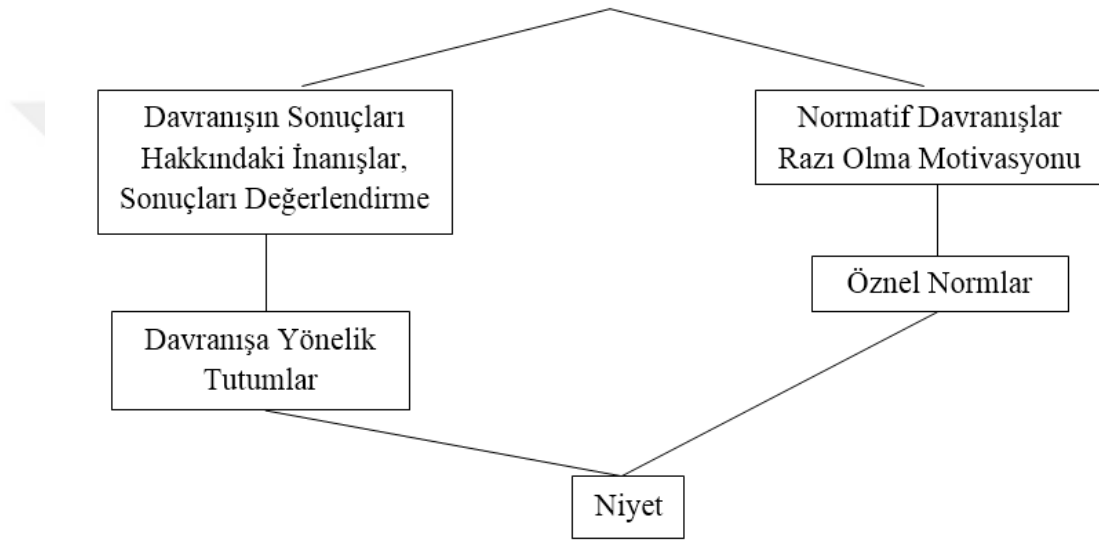 Davranışın Sonuçları
Hakkındaki İnanışlar,
Sonuçları Değerlendirme
Normatif Davranışlar
Razı Olma Motivasyonu
Öznel Normlar
Davranışa Yönelik
Tutumlar
Niyet